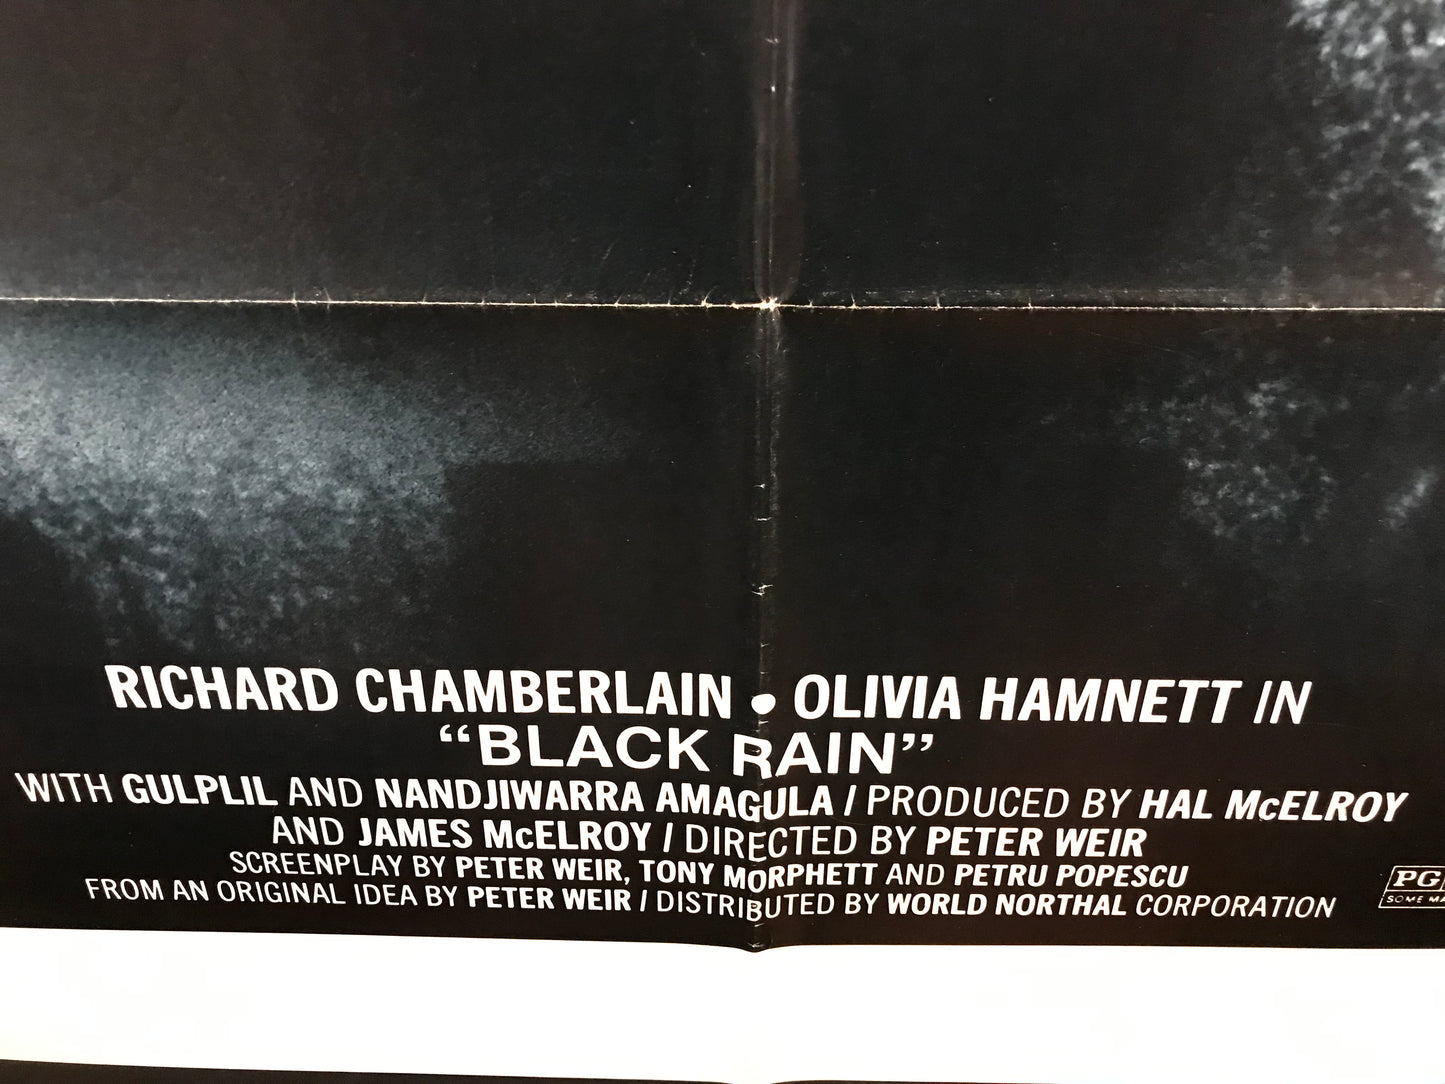 RICHARD CHAMBERLAIN • OLIVIA HAMNETT IN
“BLACK RAIN”
WITH GULPLIL AND NANDJIWARRA AMAGULA / PRODUCED BY HAL McELROY
AND JAMES McELROY / DIRECTED BY PETER WEIR
SCREENPLAY BY PETER WEIR, TONY MORPHETT AND PETRU POPESCU
FROM AN ORIGINAL IDEA BY PETER WEIR / DISTRIBUTED BY WORLD NORTHAL CORPORATION
PG
SOME